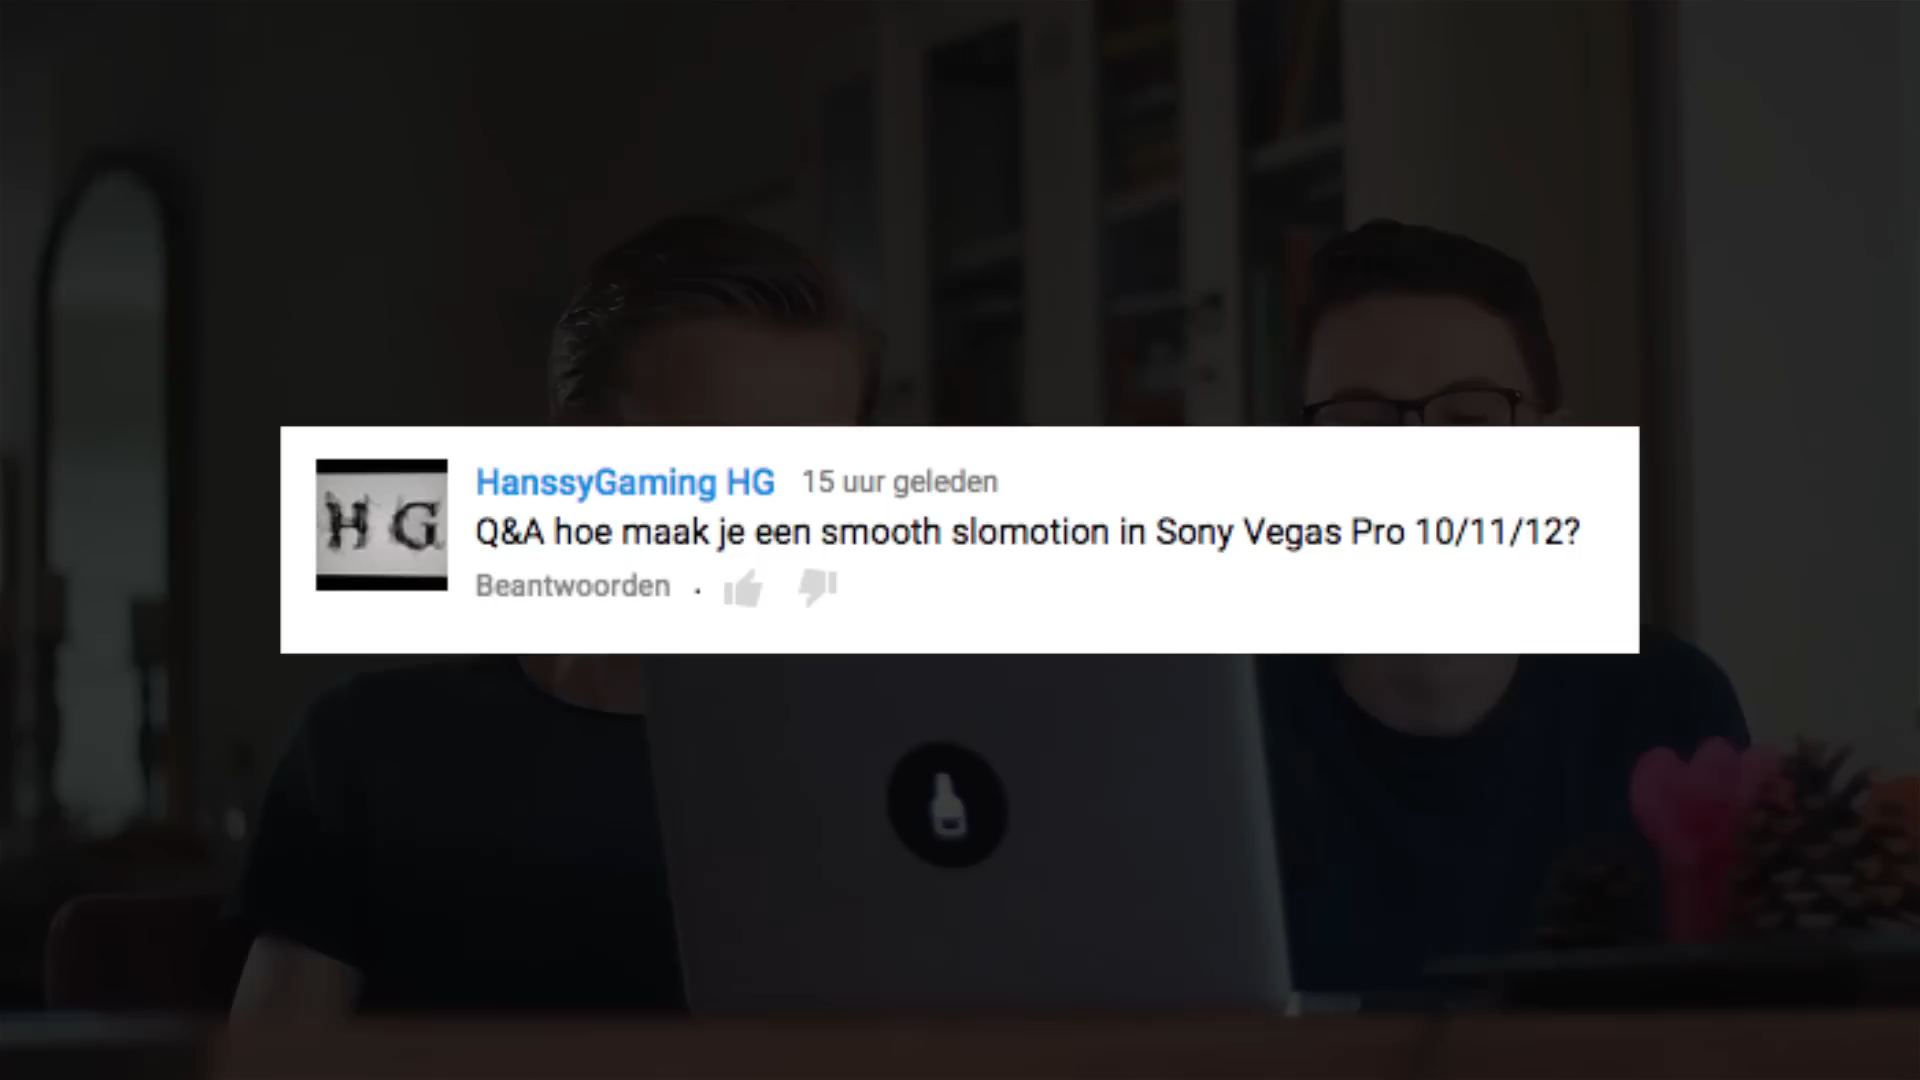 H G
HanssyGaming HG 15 uur geleden
Q&A hoe maak je een smooth slomotion in Sony Vegas Pro 10/11/12?
Beantwoorden .